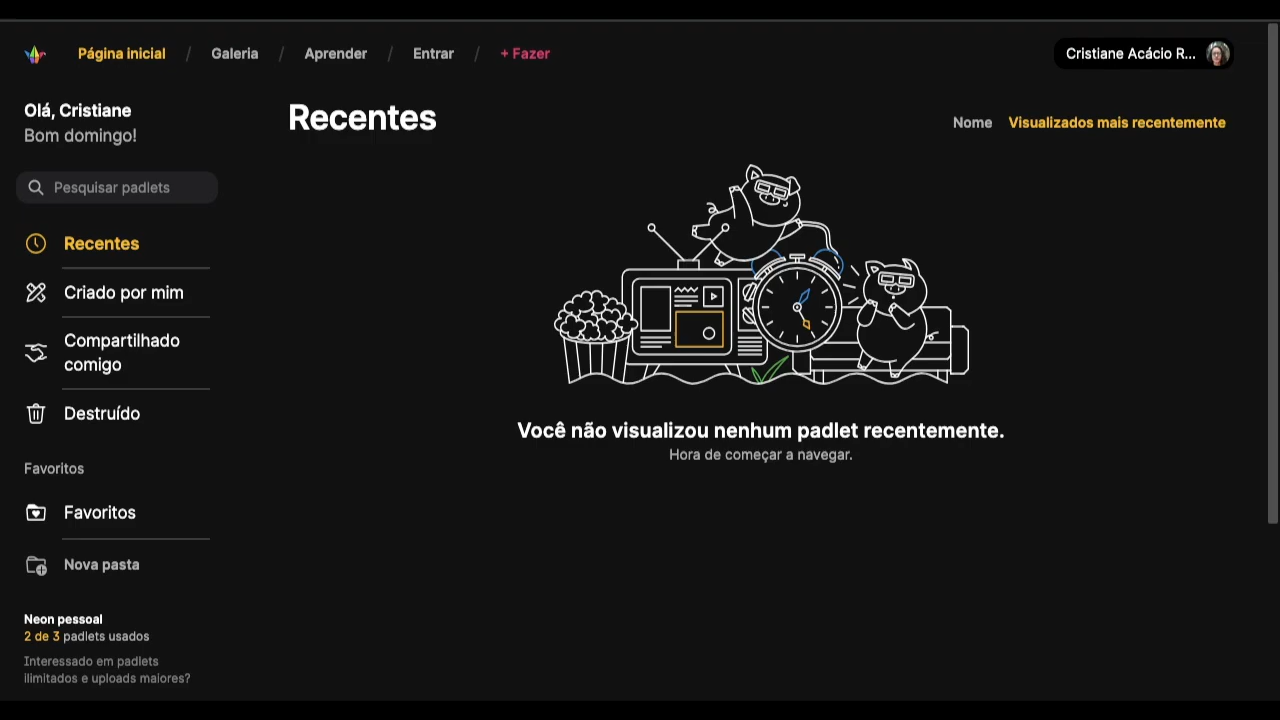 Página inicial / Galeria / Aprender / Entrar / + Fazer
Cristiane Acácio R...
Olá, Cristiane
Bom domingo!
Pesquisar padlets
Recentes
Criado por mim
Compartilhado
comigo
Destruído
Favoritos
Favoritos
Nova pasta
Neon pessoal
2 de 3 padlets usados
Interessado em padlets
ilimitados e uploads maiores?
Recentes
Nome Visualizados mais recentemente
Você não visualizou nenhum padlet recentemente.
Hora de começar a navegar.